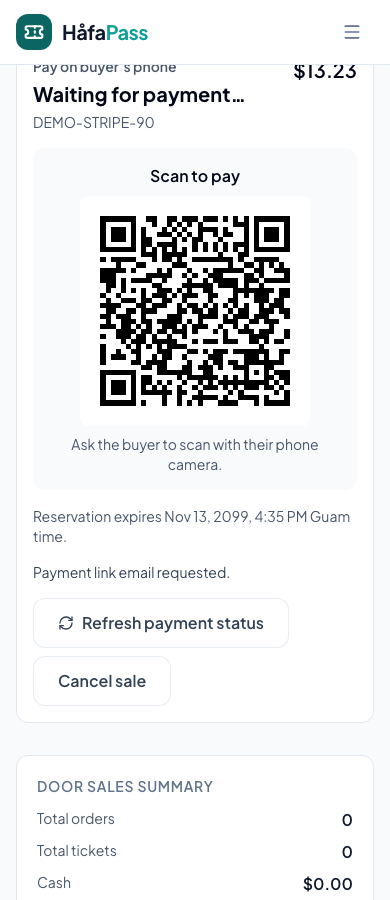 HåfaPass
Pay on buyer's phone
$13.23
Waiting for payment…
DEMO-STRIPE-90
Scan to pay
Ask the buyer to scan with their phone
camera.
Reservation expires Nov 13, 2099, 4:35 PM Guam
time.
Payment link email requested.
Refresh payment status
Cancel sale
DOOR SALES SUMMARY
Total orders 0
Total tickets 0
Cash $0.00